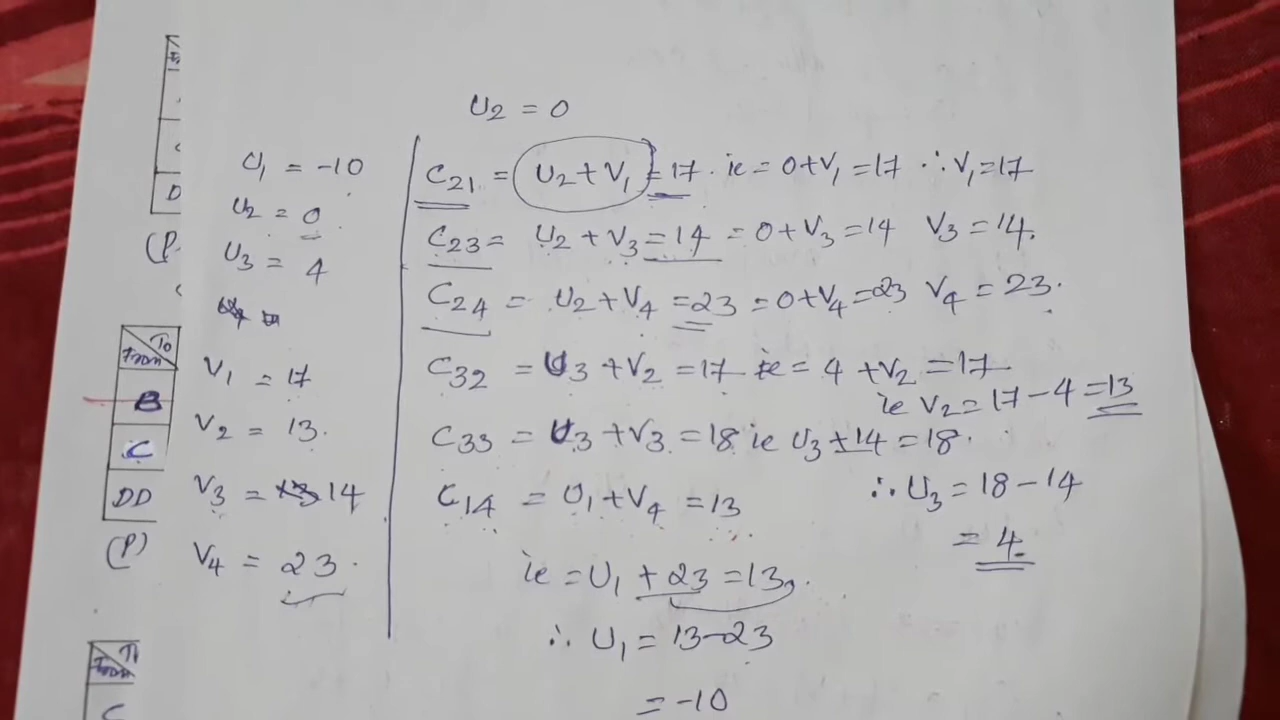 U2 = 0
U1 = -10
U2 = 0
U3 = 4
V1 = 17
V2 = 13.
V3 = 14
V4 = 23.
C21 = U2+V1 = 17. ie = 0+V1 = 17 ∴ V1 = 17
C23 = U2+V3 = 14 = 0+V3 = 14 V3 = 14.
C24 = U2+V4 = 23 = 0+V4 = 23 V4 = 23.
C32 = U3 +V2 = 17 ie = 4 +V2 = 17
ie V2 = 17-4 = 13
C33 = U3 +V3 = 18 ie U3 +14 = 18.
∴ U3 = 18-14
= 4
C14 = U1+V4 = 13
ie = U1 + 23 = 13
∴ U1 = 13-23
= -10
D
(P
To
From
B
C
DD
(P)
From
C